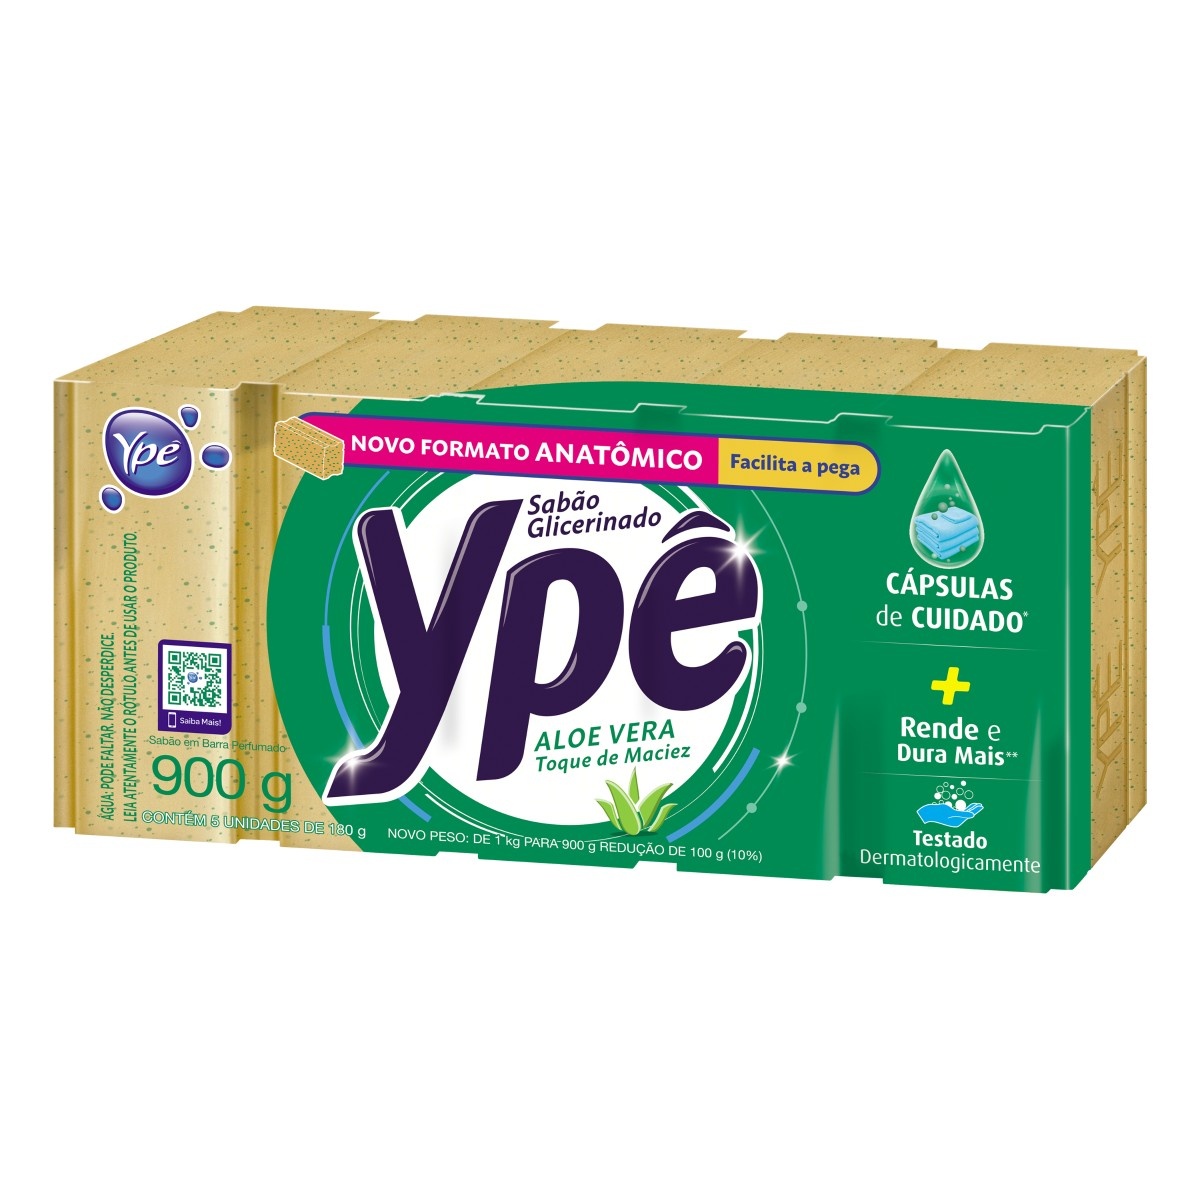 Ypê
NOVO FORMATO ANATÔMICO
Facilita a pega
Sabão
Glicerinado
Ypê
ALOE VERA
Toque de Maciez
CÁPSULAS
de CUIDADO*
+
Rende e
Dura Mais**
Testado
Dermatologicamente
ÁGUA: PODE FALTAR. NÃO DESPERDICE.
LEIA ATENTAMENTE O RÓTULO ANTES DE USAR O PRODUTO.
Saiba Mais!
Sabão em Barra Perfumado
900 g
CONTÉM 5 UNIDADES DE 180 g
NOVO PESO: DE 1 kg PARA 900 g REDUÇÃO DE 100 g (10%)